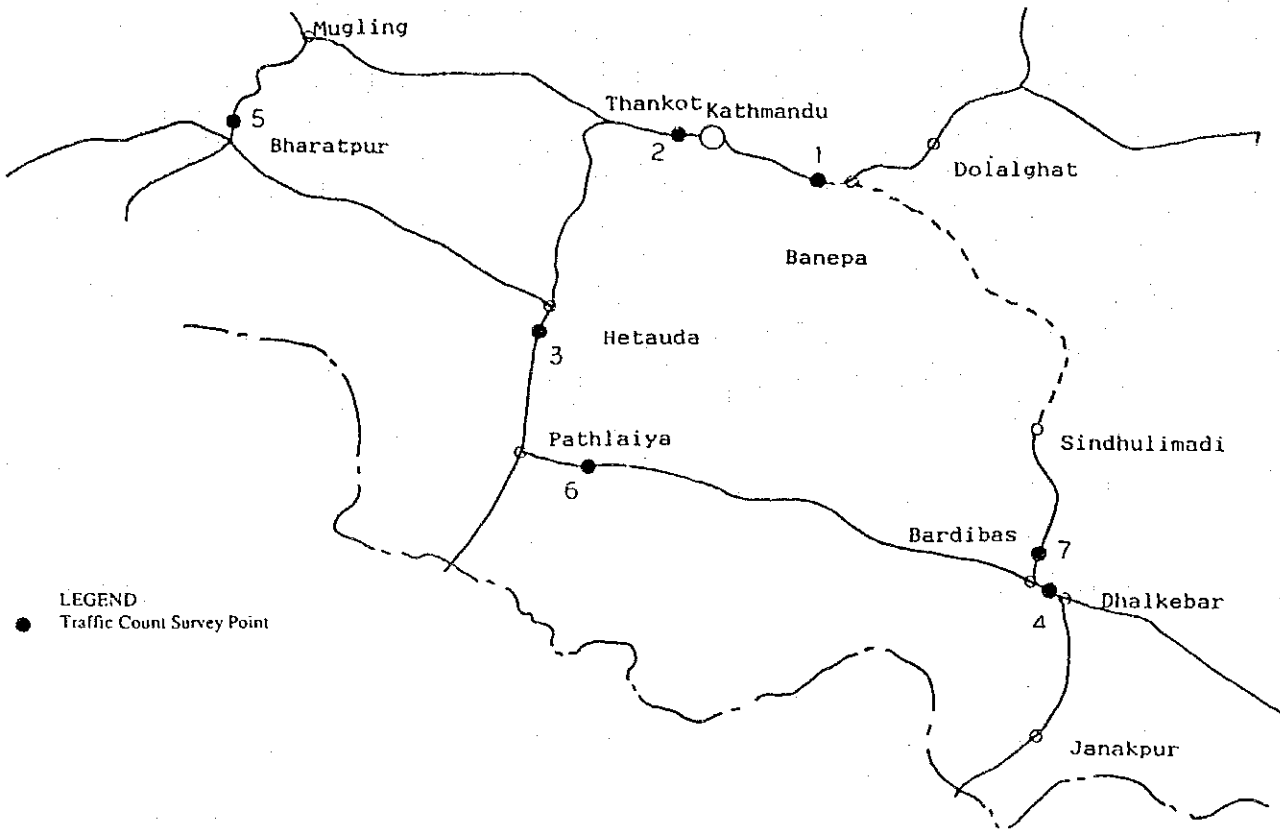 Mugling
Thankot
Kathmandu
5
Bharatpur
2
1
Dolalghat
Banepa
3
Hetauda
Pathlaiya
6
Sindhulimadi
Bardibas
7
Dhalkebar
4
LEGEND
Traffic Count Survey Point
Janakpur